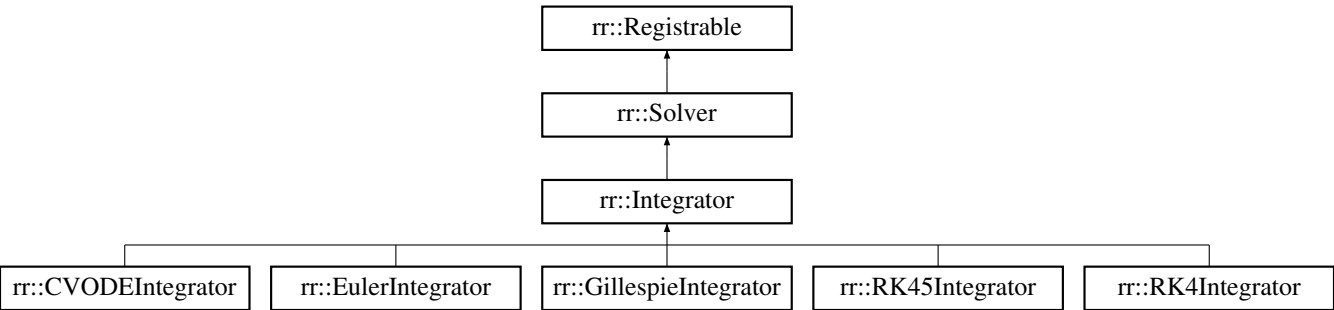 rr::Registrable
rr::Solver
rr::Integrator
rr::CVODEIntegrator rr::EulerIntegrator rr::GillespieIntegrator rr::RK45Integrator rr::RK4Integrator